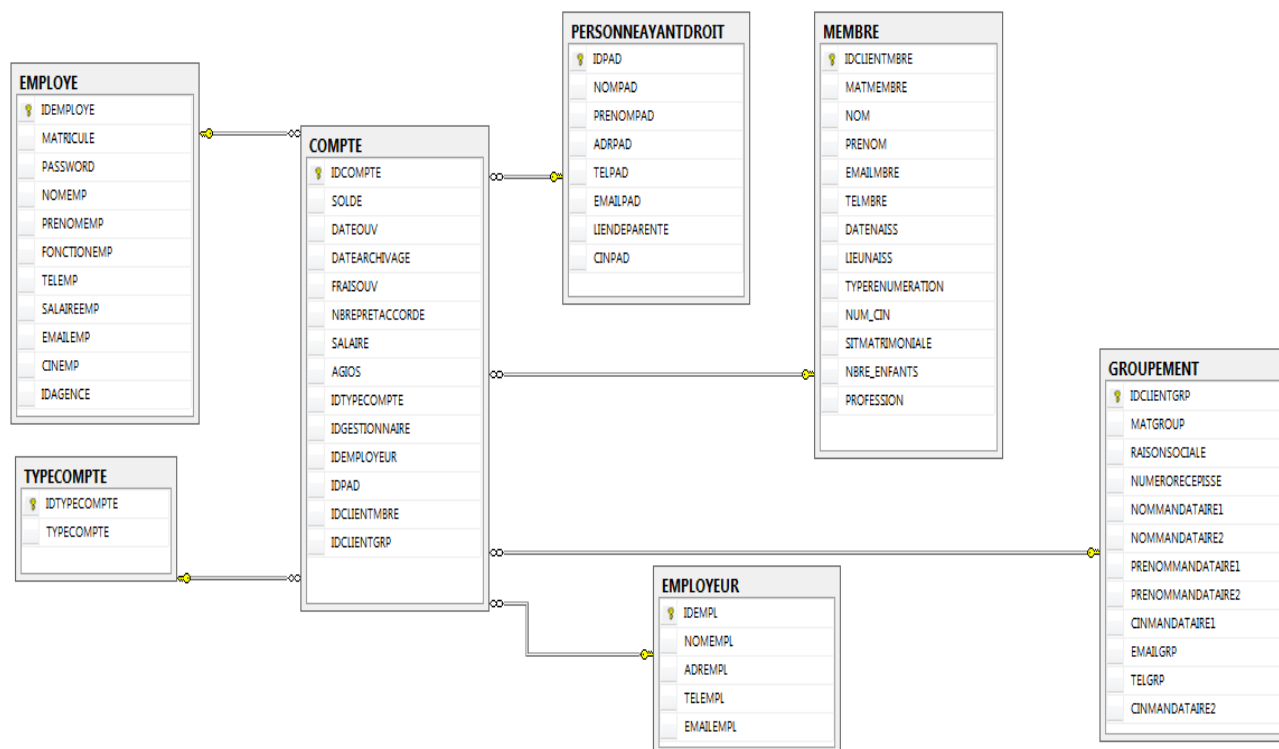 EMPLOYE
IDEMPLOYE
MATRICULE
PASSWORD
NOMEMP
PRENOMEMP
FONCTIONEMP
TELEMP
SALAIREEMP
EMAILEMP
CINEMP
IDAGENCE
TYPECOMPTE
IDTYPECOMPTE
TYPECOMPTE
COMPTE
IDCOMPTE
SOLDE
DATEOUV
DATEARCHIVAGE
FRAISOUV
NBREPRETACCORDE
SALAIRE
AGIOS
IDTYPECOMPTE
IDGESTIONNAIRE
IDEMPLOYEUR
IDPAD
IDCLIENTMBRE
IDCLIENTGRP
PERSONNEAYANTDROIT
IDPAD
NOMPAD
PRENOMPAD
ADRPAD
TELPAD
EMAILPAD
LIENDEPARENTE
CINPAD
EMPLOYEUR
IDEMPL
NOMEMPL
ADREMPL
TELEMPL
EMAILEMPL
MEMBRE
IDCLIENTMBRE
MATMEMBRE
NOM
PRENOM
EMAILMBRE
TELMBRE
DATENAISS
LIEUNAISS
TYPERENUMERATION
NUM_CIN
SITMATRIMONIALE
NBRE_ENFANTS
PROFESSION
GROUPEMENT
IDCLIENTGRP
MATGROUP
RAISONSOCIALE
NUMERORECEPISSE
NOMMANDATAIRE1
NOMMANDATAIRE2
PRENOMMANDATAIRE1
PRENOMMANDATAIRE2
CINMANDATAIRE1
EMAILGRP
TELGRP
CINMANDATAIRE2